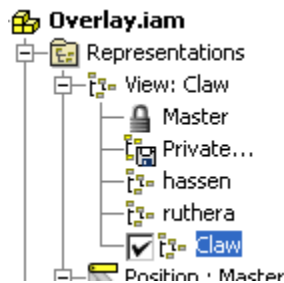 Overlay.iam
Representations
View: Claw
Master
Private...
hassen
ruthera
Claw
Position : Master